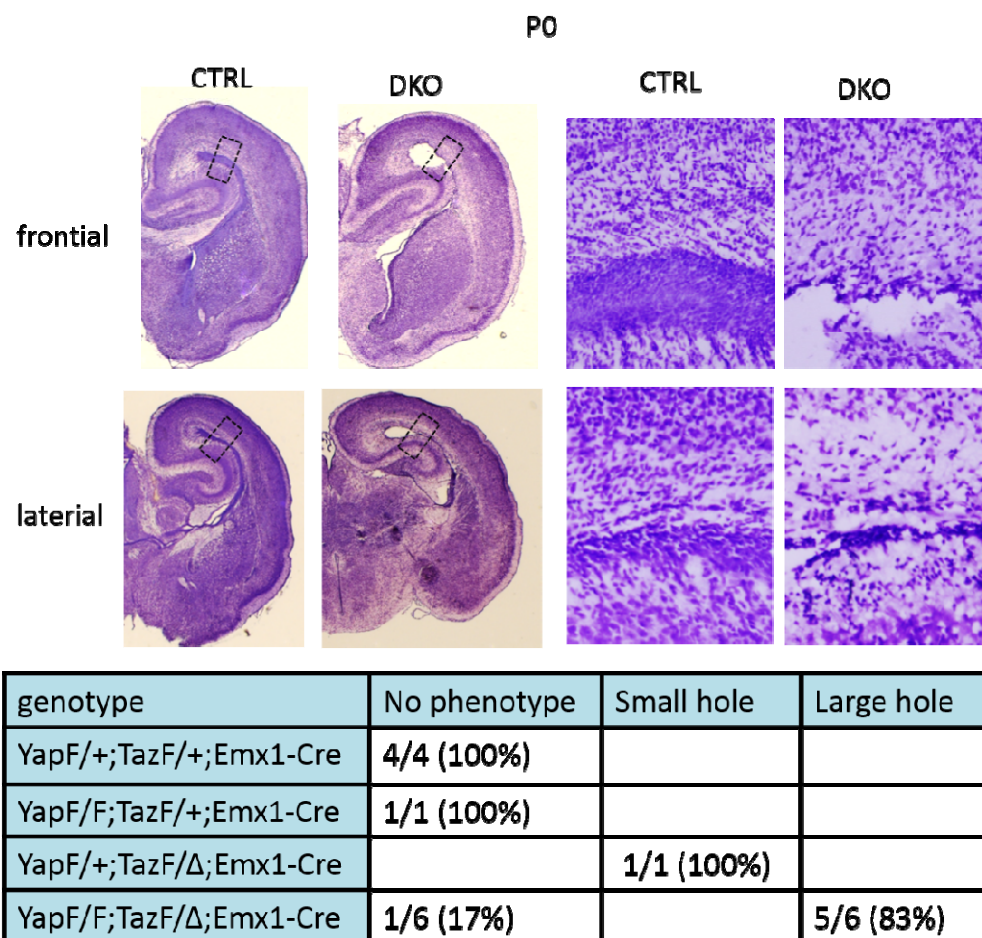 P0
CTRL DKO CTRL DKO
frontial
laterial
genotype No phenotype Small hole Large hole
YapF/+;TazF/+;Emx1-Cre 4/4 (100%)
YapF/F;TazF/+;Emx1-Cre 1/1 (100%)
YapF/+;TazF/Δ;Emx1-Cre 1/1 (100%)
YapF/F;TazF/Δ;Emx1-Cre 1/6 (17%) 5/6 (83%)